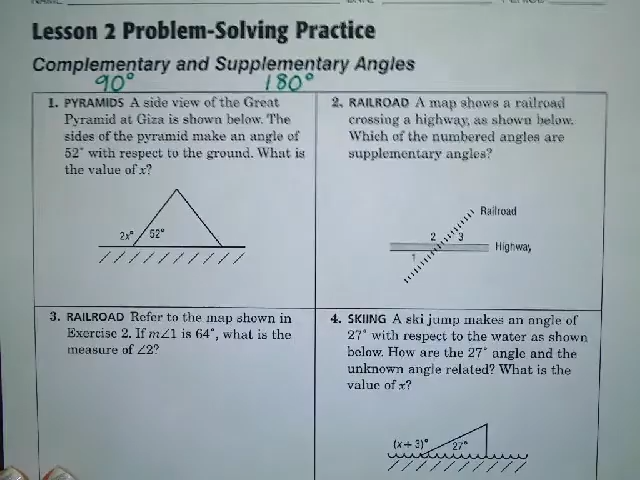 Lesson 2 Problem-Solving Practice
Complementary and Supplementary Angles
90° 180°
1. PYRAMIDS A side view of the Great
Pyramid at Giza is shown below. The
sides of the pyramid make an angle of
52° with respect to the ground. What is
the value of x?
2x° 52°
2. RAILROAD A map shows a railroad
crossing a highway, as shown below.
Which of the numbered angles are
supplementary angles?
Railroad
2 3
Highway
1
3. RAILROAD Refer to the map shown in
Exercise 2. If m∠1 is 64°, what is the
measure of ∠2?
4. SKIING A ski jump makes an angle of
27° with respect to the water as shown
below. How are the 27° angle and the
unknown angle related? What is the
value of x?
(x + 3)° 27°